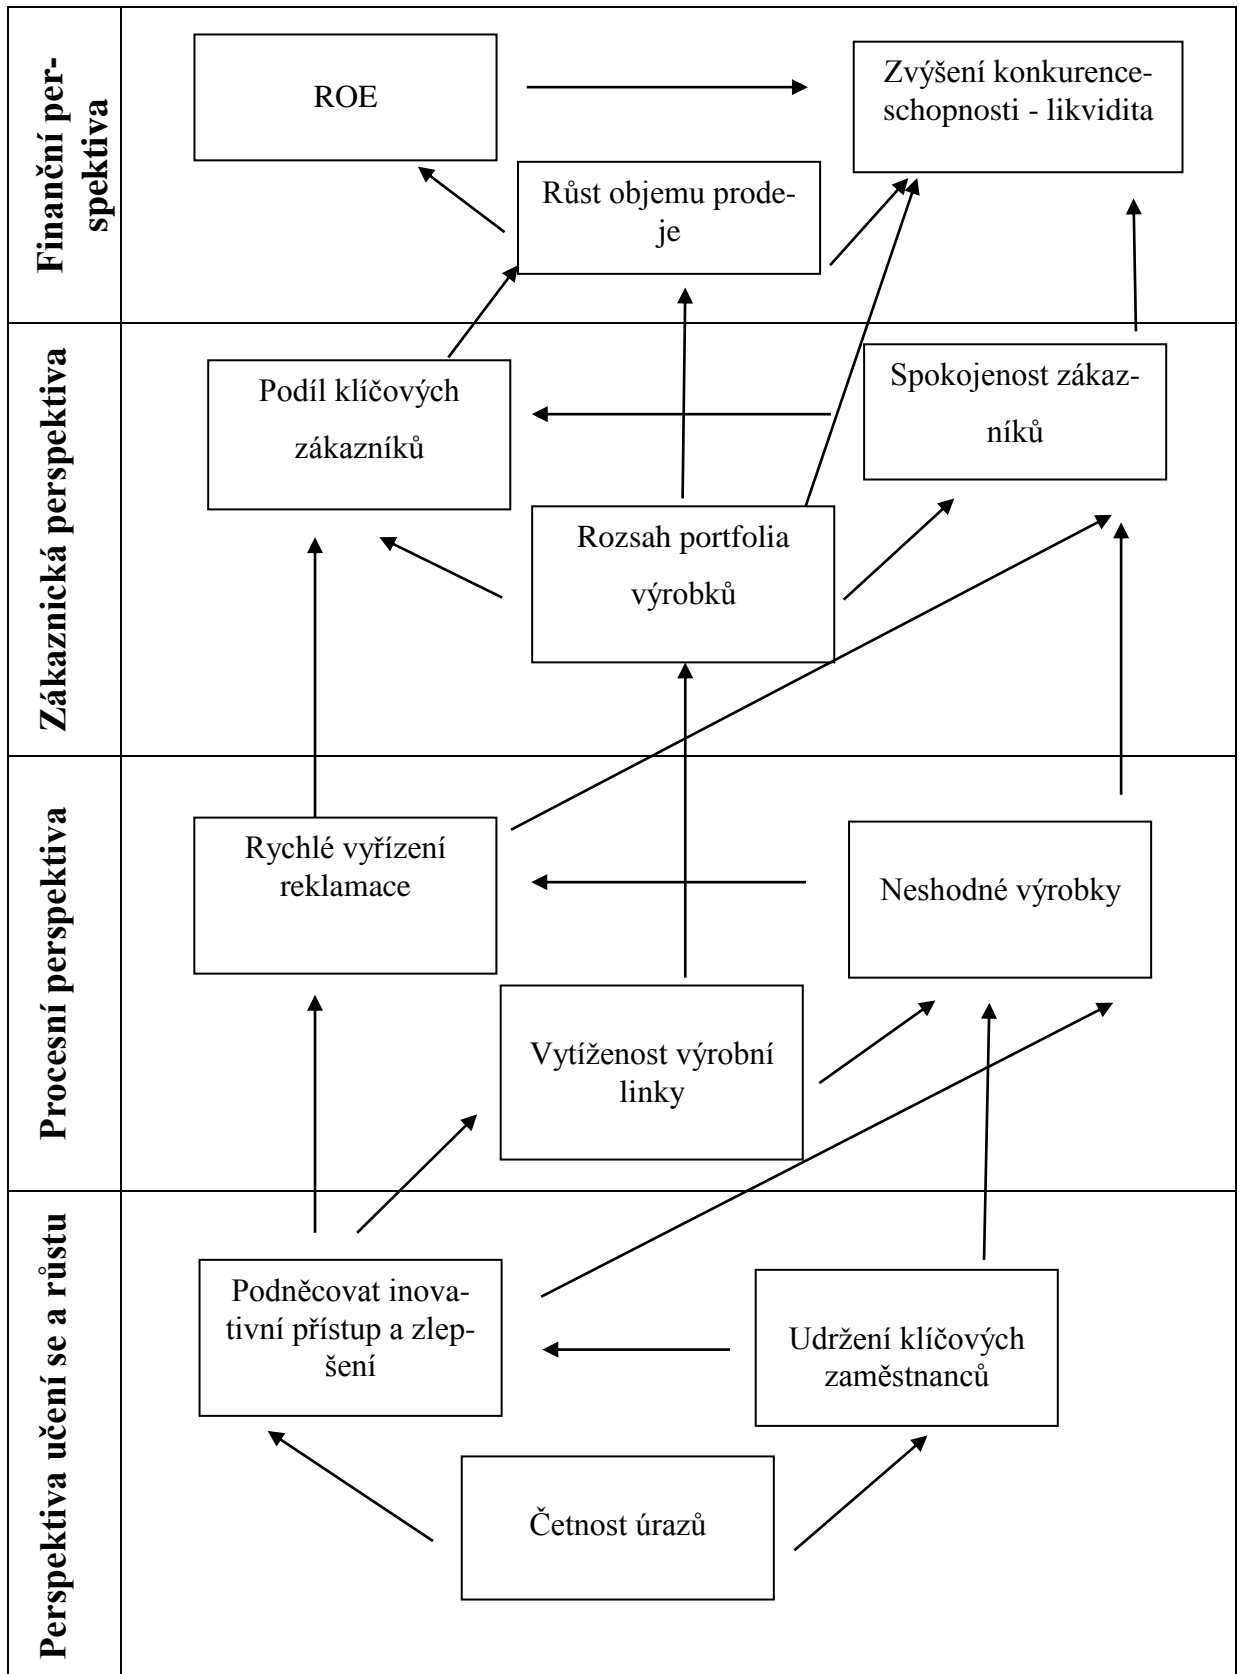 Finanční per-
spektiva
ROE
Zvýšení konkurence-
schopnosti - likvidita
Růst objemu prode-
je
Zákaznická perspektiva
Podíl klíčových
zákazníků
Spokojenost zákaz-
níků
Rozsah portfolia
výrobků
Procesní perspektiva
Rychlé vyřízení
reklamace
Neshodné výrobky
Vytíženost výrobní
linky
Perspektiva učení se a růstu
Podněcovat inova-
tivní přístup a zlep-
šení
Udržení klíčových
zaměstnanců
Četnost úrazů